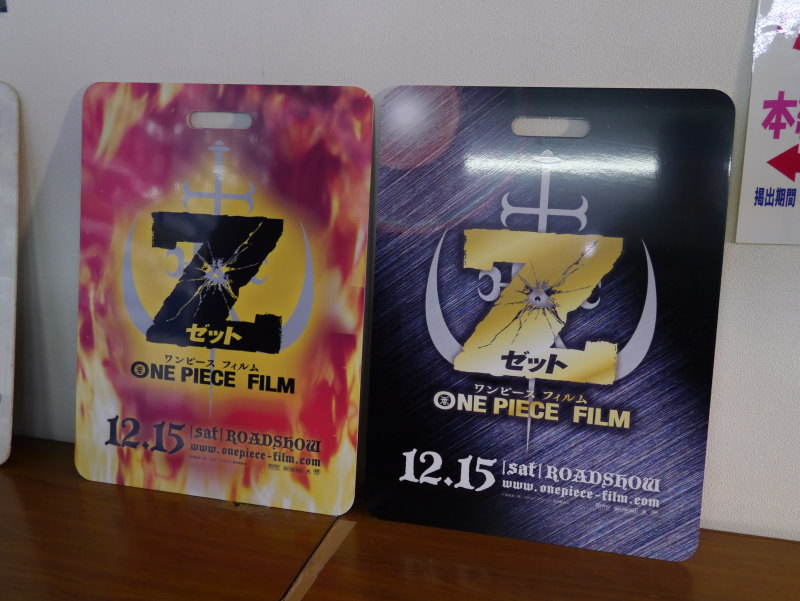 Z
ゼット
ワンピース フィルム
ONE PIECE FILM
12.15 |sat| ROADSHOW
www.onepiece-film.com
Z
ゼット
ワンピース フィルム
ONE PIECE FILM
12.15 |sat| ROADSHOW
www.onepiece-film.com
本
掲出期間